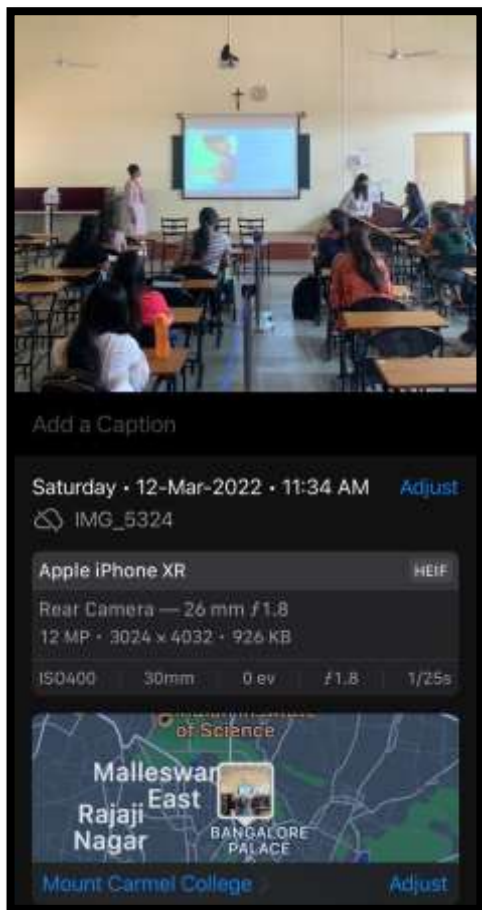 Add a Caption
Saturday • 12-Mar-2022 • 11:34 AM Adjust
IMG_5324
Apple iPhone XR HEIF
Rear Camera — 26 mm ƒ1.8
12 MP • 3024 x 4032 • 926 KB
ISO400 30mm 0 ev ƒ1.8 1/25s
of Science
Malleswar
East
Rajaji
Nagar
BANGALORE
PALACE
Mount Carmel College
Adjust